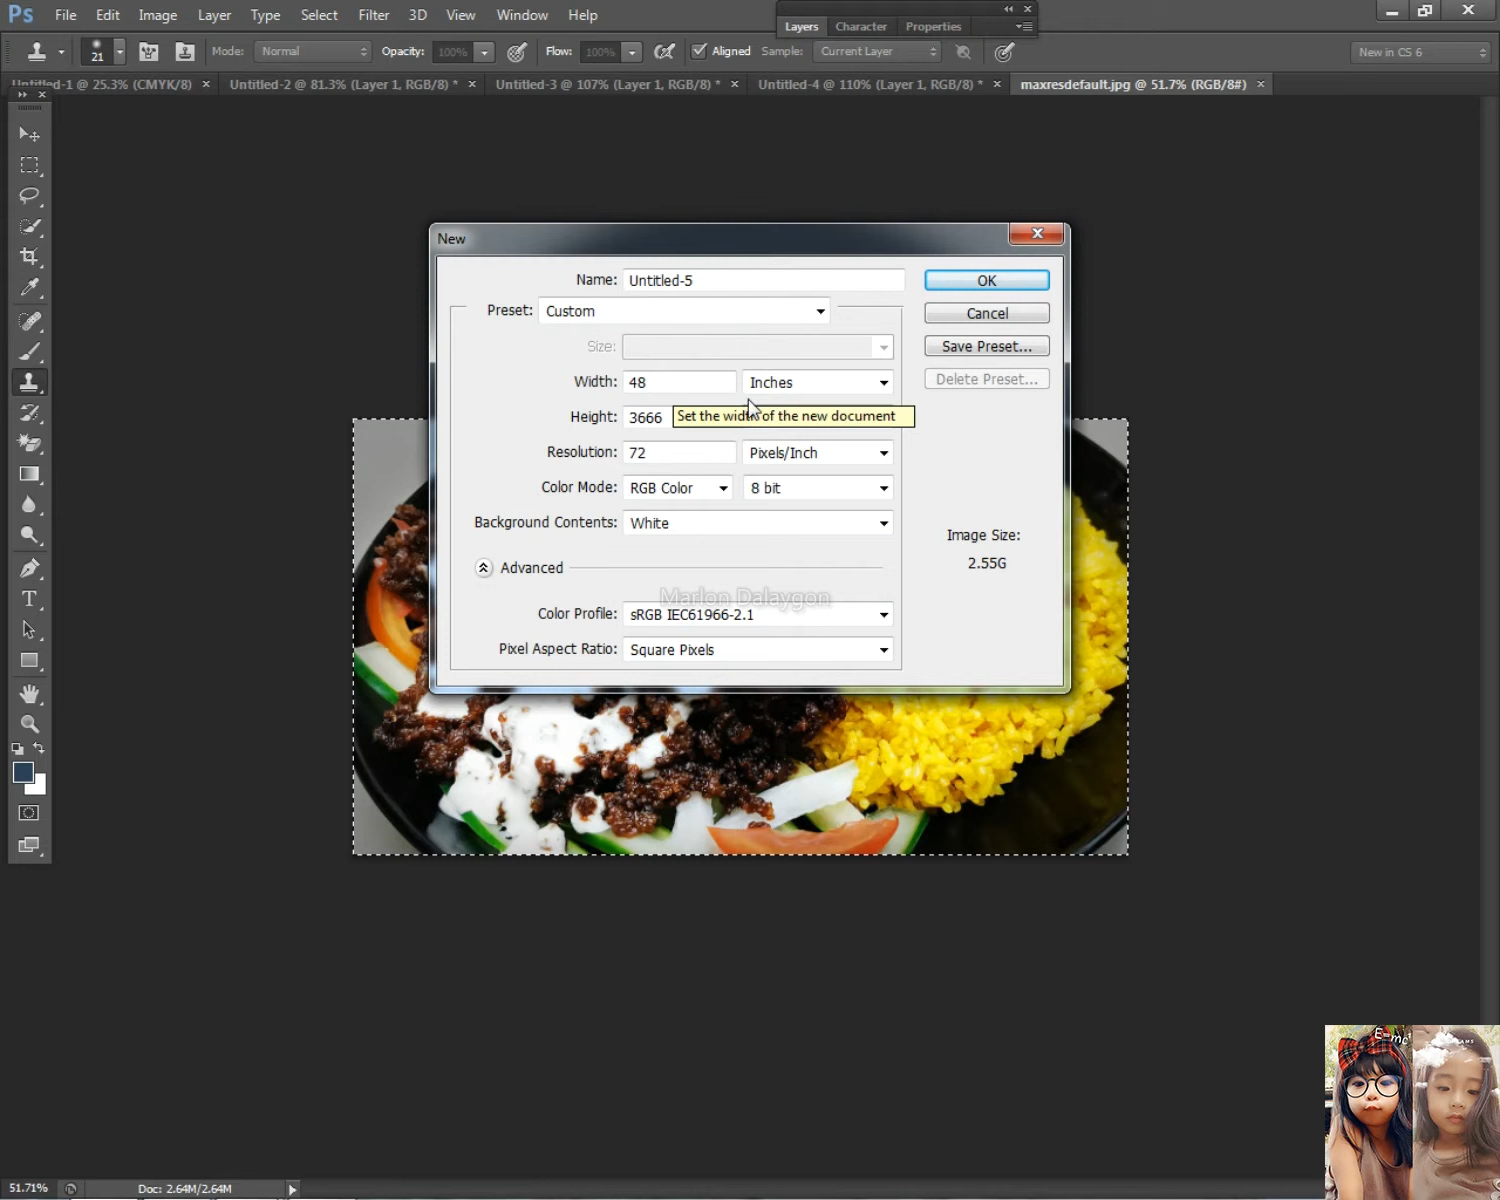 Ps File Edit Image Layer Type Select Filter 3D View Window Help
Layers Character Properties
21 Mode: Normal Opacity: 100% Flow: 100% Aligned Sample: Current Layer New in CS 6
Untitled-1 @ 25.3% (CMYK/8) × Untitled-2 @ 81.3% (Layer 1, RGB/8) * × Untitled-3 @ 107% (Layer 1, RGB/8) * × Untitled-4 @ 110% (Layer 1, RGB/8) * × maxresdefault.jpg @ 51.7% (RGB/8#) ×
New
Name: Untitled-5 OK
Preset: Custom Cancel
Size: Save Preset...
Width: 48 Inches Delete Preset...
Height: 3666 Set the width of the new document
Resolution: 72 Pixels/Inch
Color Mode: RGB Color 8 bit
Background Contents: White
Image Size:
2.55G
Advanced
Marlon Dalaygon
Color Profile: sRGB IEC61966-2.1
Pixel Aspect Ratio: Square Pixels
E=mc
51.71% Doc: 2.64M/2.64M